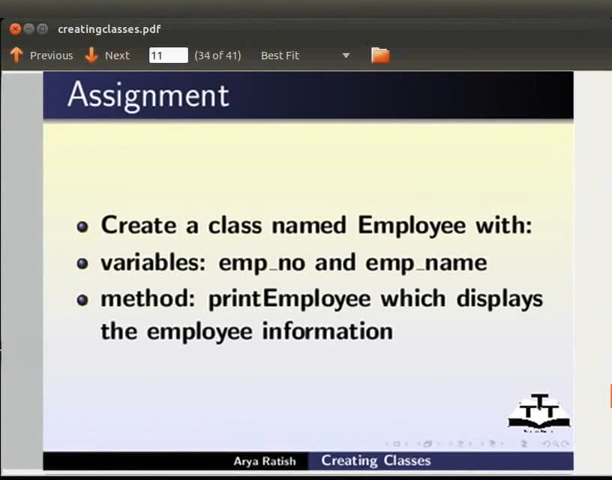 creatingclasses.pdf
Previous Next 11 (34 of 41) Best Fit
Assignment
Create a class named Employee with:
variables: emp_no and emp_name
method: printEmployee which displays
the employee information
TTT
Arya Ratish Creating Classes